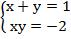 x + y = 1
xy = −2